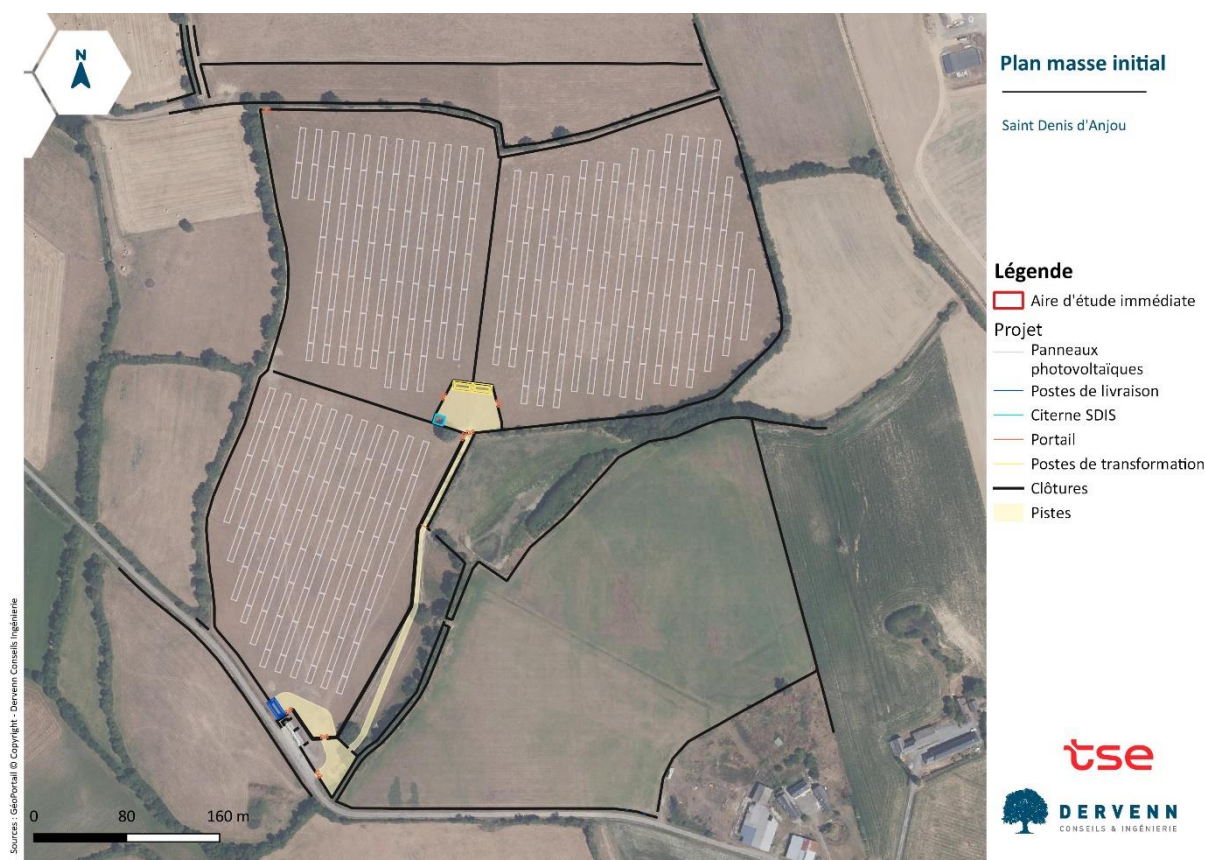 N
Plan masse initial
Saint Denis d'Anjou
Légende
Aire d'étude immédiate
Projet
Panneaux
photovoltaïques
Postes de livraison
Citerne SDIS
Portail
Postes de transformation
Clôtures
Pistes
0 80 160 m
Sources : GéoPortail © Copyright - Dervenn Conseils Ingénierie
tse
DERVENN
CONSEILS & INGÉNIERIE